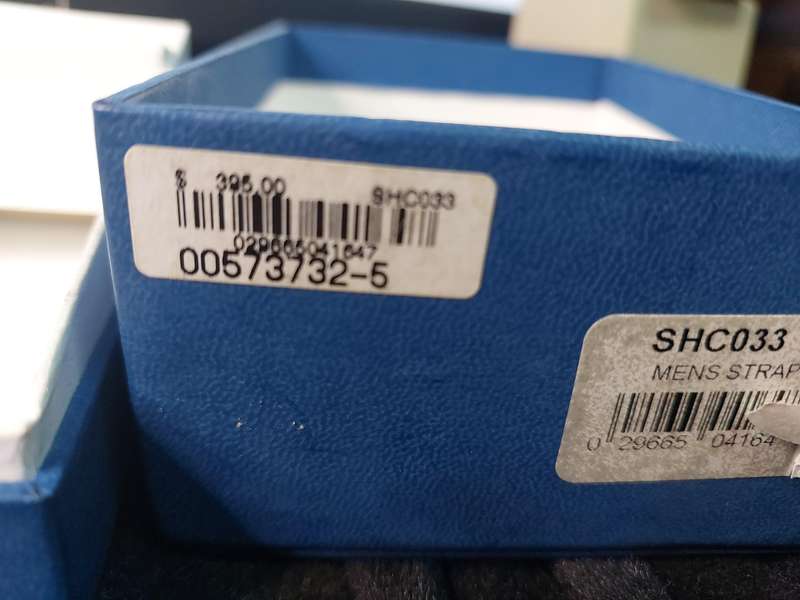 $ 395.00 SHC033
029665041647
00573732-5
SHC033
MENS STRAP
0 29665 04164